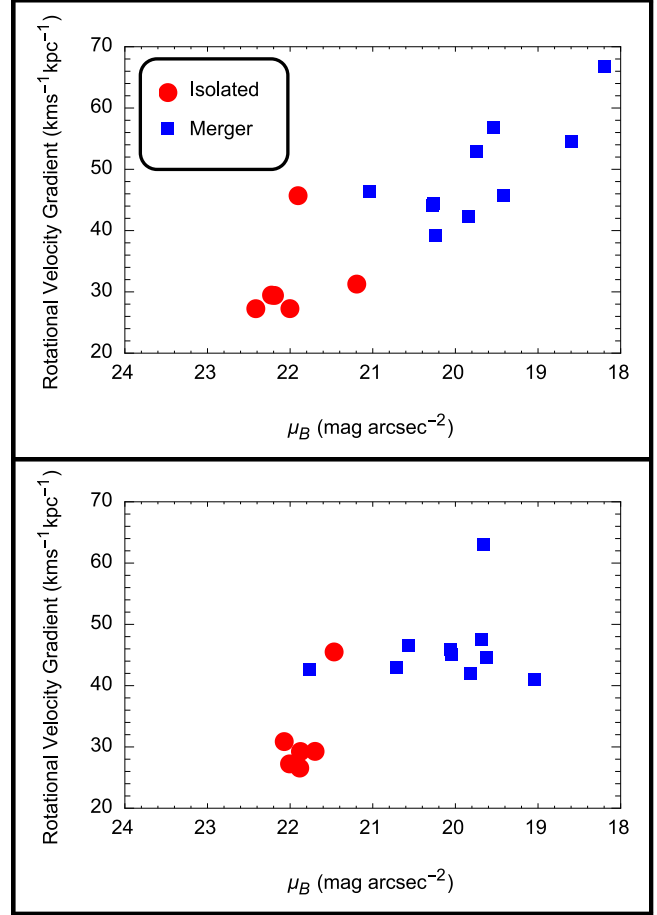 Rotational Velocity Gradient (kms⁻¹kpc⁻¹)
70
60
50
40
30
20
Isolated
Merger
24 23 22 21 20 19 18
μ_B (mag arcsec⁻²)
Rotational Velocity Gradient (kms⁻¹kpc⁻¹)
70
60
50
40
30
20
24 23 22 21 20 19 18
μ_B (mag arcsec⁻²)